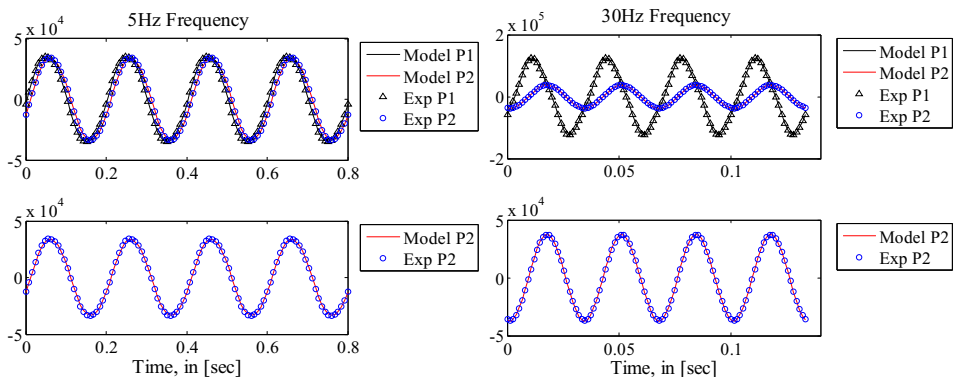 5Hz Frequency
x 10^4
5
0
-5
0 0.2 0.4 0.6 0.8
Model P1
Model P2
Exp P1
Exp P2
30Hz Frequency
x 10^5
2
0
-2
0 0.05 0.1
Model P1
Model P2
Exp P1
Exp P2
x 10^4
5
0
-5
0 0.2 0.4 0.6 0.8
Time, in [sec]
Model P2
Exp P2
x 10^4
5
0
-5
0 0.05 0.1
Time, in [sec]
Model P2
Exp P2